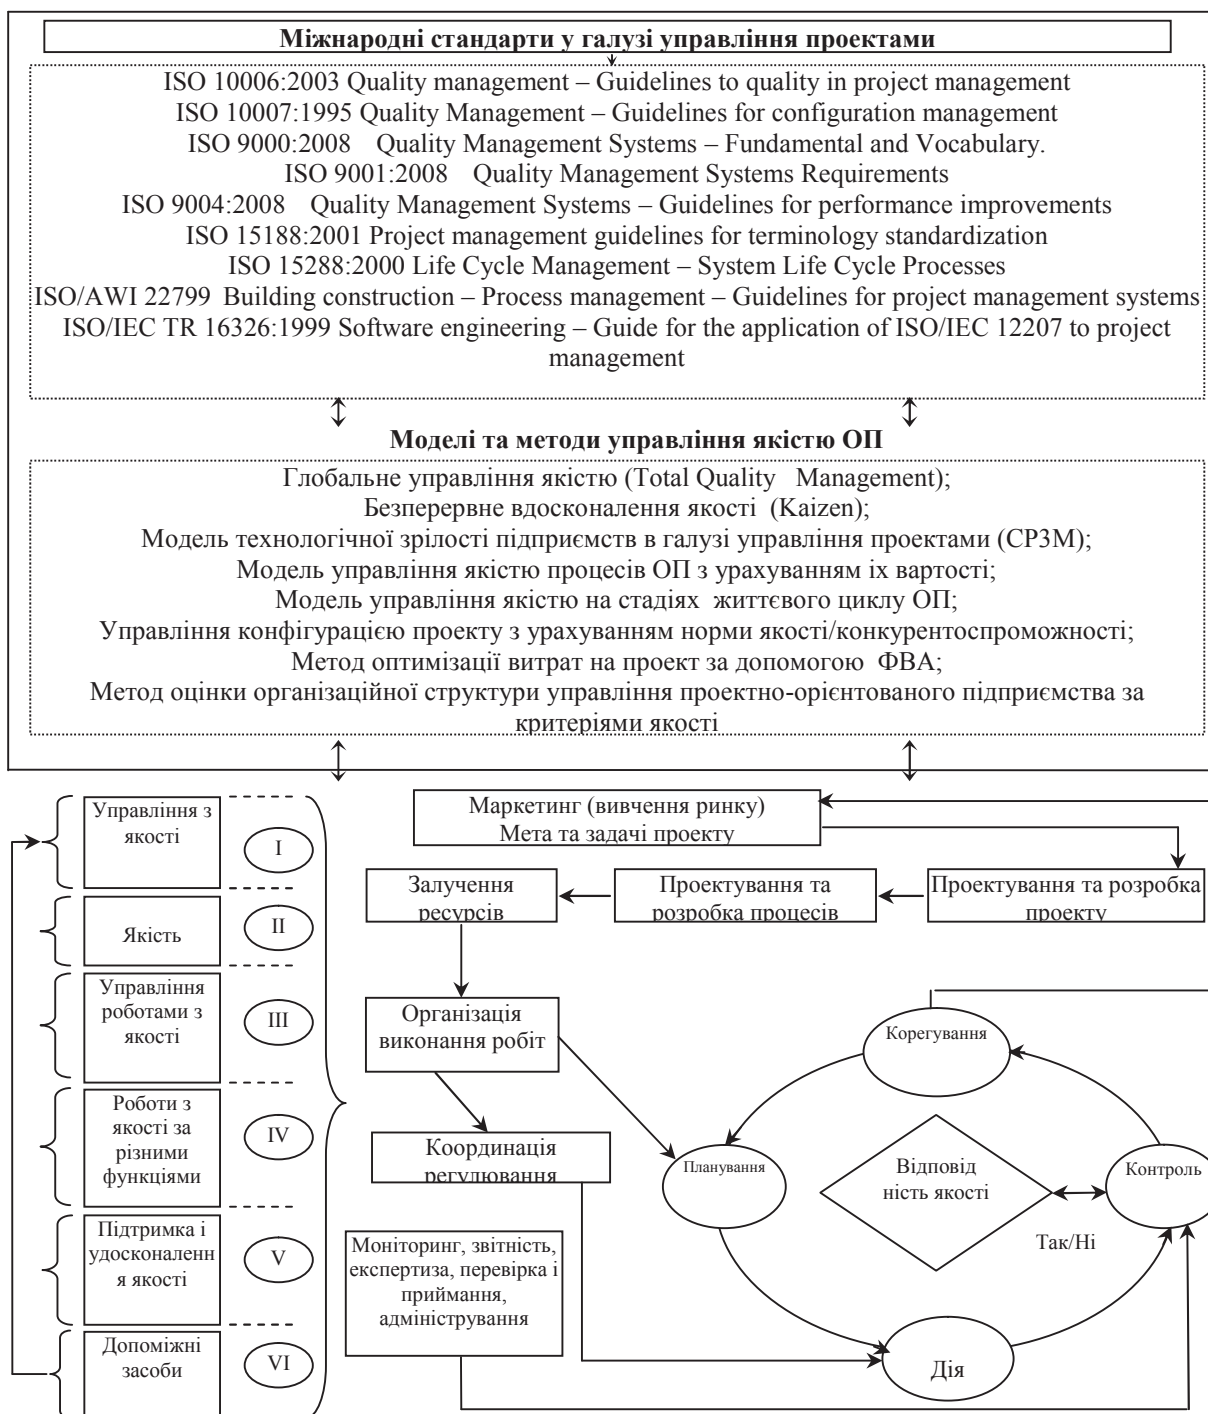 Міжнародні стандарти у галузі управління проектами
ISO 10006:2003 Quality management – Guidelines to quality in project management
ISO 10007:1995 Quality Management – Guidelines for configuration management
ISO 9000:2008 Quality Management Systems – Fundamental and Vocabulary.
ISO 9001:2008 Quality Management Systems Requirements
ISO 9004:2008 Quality Management Systems – Guidelines for performance improvements
ISO 15188:2001 Project management guidelines for terminology standardization
ISO 15288:2000 Life Cycle Management – System Life Cycle Processes
ISO/AWI 22799 Building construction – Process management – Guidelines for project management systems
ISO/IEC TR 16326:1999 Software engineering – Guide for the application of ISO/IEC 12207 to project
management
Моделі та методи управління якістю ОП
Глобальне управління якістю (Total Quality Management);
Безперервне вдосконалення якості (Kaizen);
Модель технологічної зрілості підприємств в галузі управління проектами (СР3М);
Модель управління якістю процесів ОП з урахуванням їх вартості;
Модель управління якістю на стадіях життєвого циклу ОП;
Управління конфігурацією проекту з урахуванням норми якості/конкурентоспроможності;
Метод оптимізації витрат на проект за допомогою ФВА;
Метод оцінки організаційної структури управління проектно-орієнтованого підприємства за
критеріями якості
Управління з
якості
I
Якість
II
Управління
роботами з
якості
III
Роботи з
якості за
різними
функціями
IV
Підтримка і
удосконаленн
я якості
V
Допоміжні
засоби
VI
Маркетинг (вивчення ринку)
Мета та задачі проекту
Залучення
ресурсів
Проектування та
розробка процесів
Проектування та розробка
проекту
Організація
виконання робіт
Координація
регулювання
Моніторинг, звітність,
експертиза, перевірка і
приймання,
адміністрування
Корегування
Планування
Відповід
ність якості
Контроль
Так/Ні
Дія